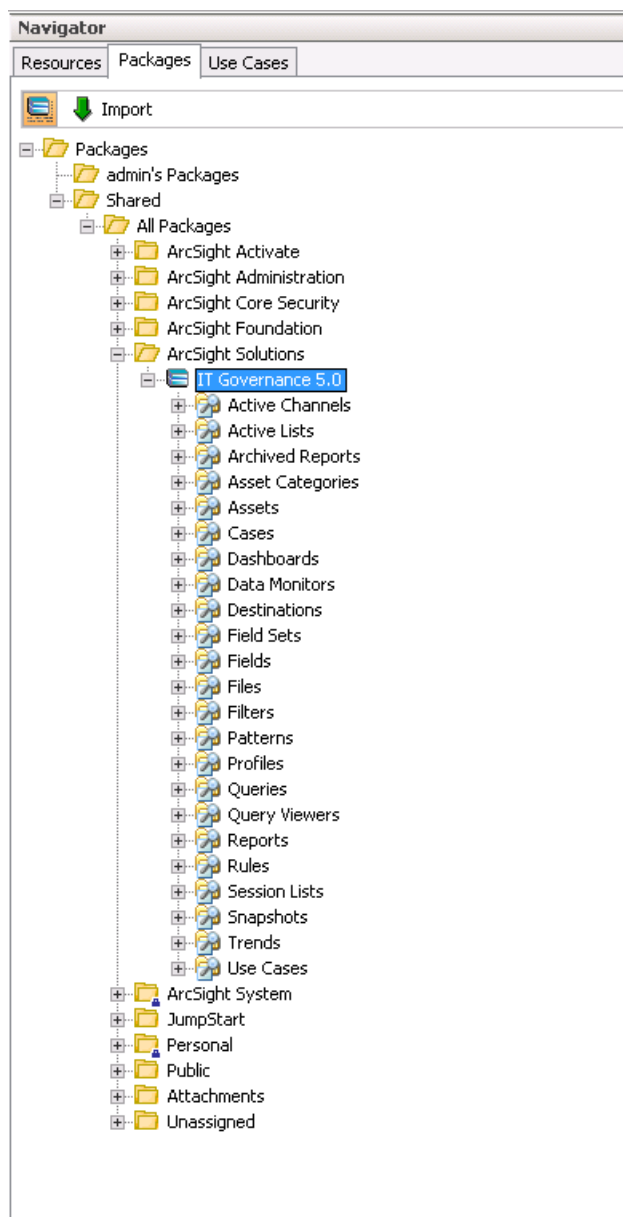 Navigator
Resources Packages Use Cases
Import
Packages
admin's Packages
Shared
All Packages
ArcSight Activate
ArcSight Administration
ArcSight Core Security
ArcSight Foundation
ArcSight Solutions
IT Governance 5.0
Active Channels
Active Lists
Archived Reports
Asset Categories
Assets
Cases
Dashboards
Data Monitors
Destinations
Field Sets
Fields
Files
Filters
Patterns
Profiles
Queries
Query Viewers
Reports
Rules
Session Lists
Snapshots
Trends
Use Cases
ArcSight System
JumpStart
Personal
Public
Attachments
Unassigned